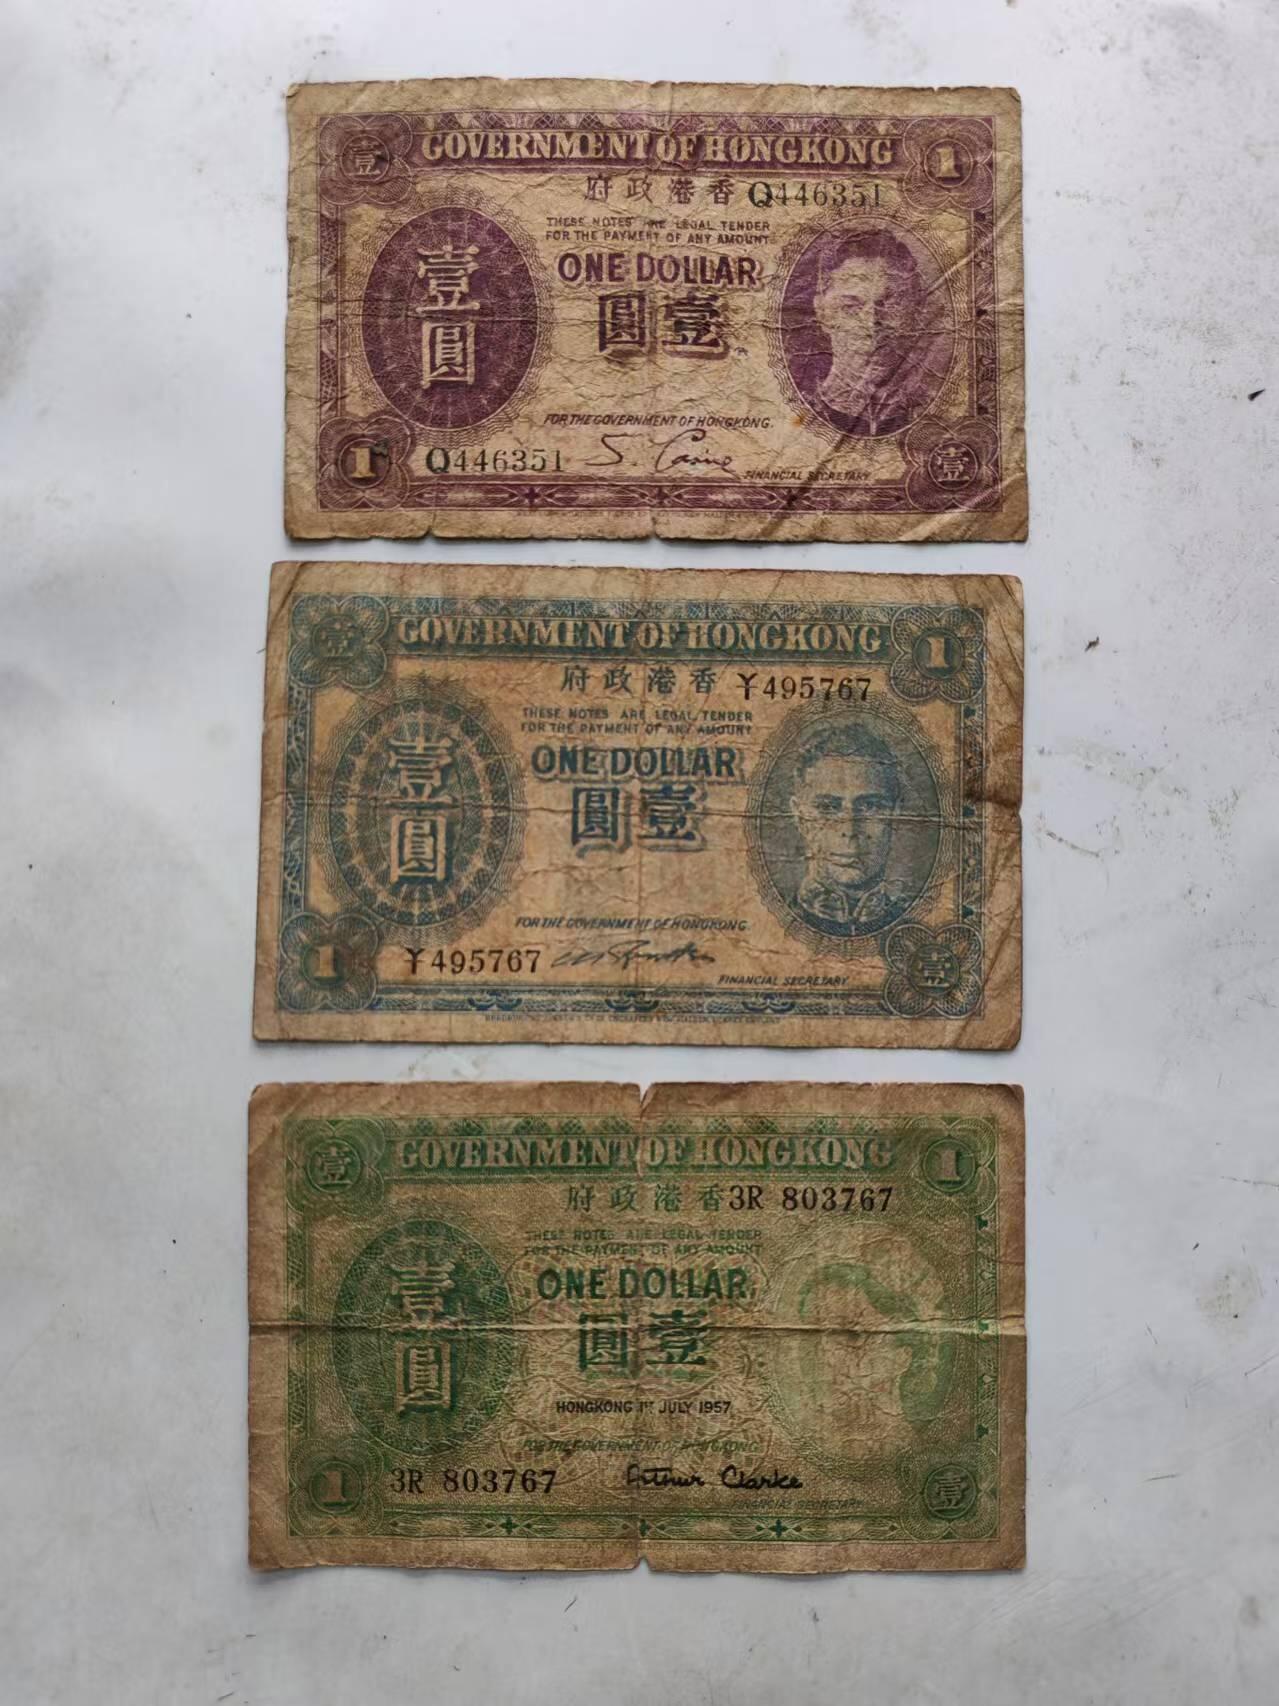 壹 GOVERNMENT OF HONGKONG 1
府政港香 Q446351
THESE NOTES ARE LEGAL TENDER
FOR THE PAYMENT OF ANY AMOUNT
ONE DOLLAR
圓壹
壹圓
FOR THE GOVERNMENT OF HONGKONG.
1 Q446351
FINANCIAL SECRETARY. 壹
壹 GOVERNMENT OF HONGKONG 1
府政港香 Y/1 495767
THESE NOTES ARE LEGAL TENDER
FOR THE PAYMENT OF ANY AMOUNT
ONE DOLLAR
圓壹
壹圓
FOR THE GOVERNMENT OF HONGKONG.
1 Y/1 495767
FINANCIAL SECRETARY 壹
壹 GOVERNMENT OF HONGKONG 1
府政港香 3R 803767
THESE NOTES ARE LEGAL TENDER
FOR THE PAYMENT OF ANY AMOUNT
ONE DOLLAR
圓壹
壹圓
HONGKONG 1ST JULY 1957
FOR THE GOVERNMENT OF HONGKONG
1 3R 803767 Arthur Clarke
FINANCIAL SECRETARY 壹